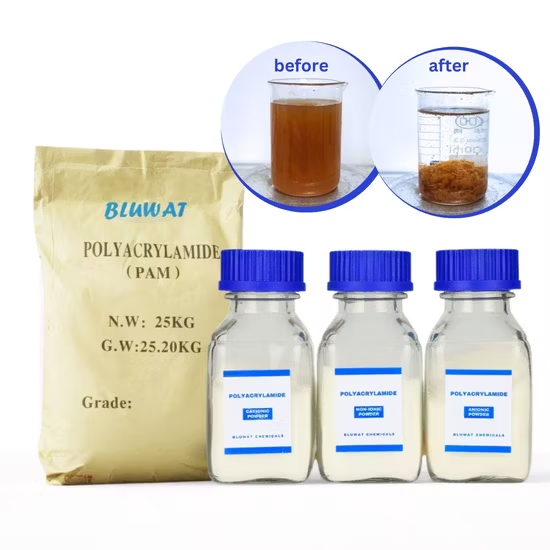 before
after
BLUWAT
POLYACRYLAMIDE
( PAM )
N.W: 25KG
G.W:25.20KG
Grade:
POLYACRYLAMIDE
CATIONIC
POWDER
BLUWAT CHEMICALS
POLYACRYLAMIDE
NON-IONIC
POWDER
BLUWAT CHEMICALS
POLYACRYLAMIDE
ANIONIC
POWDER
BLUWAT CHEMICALS